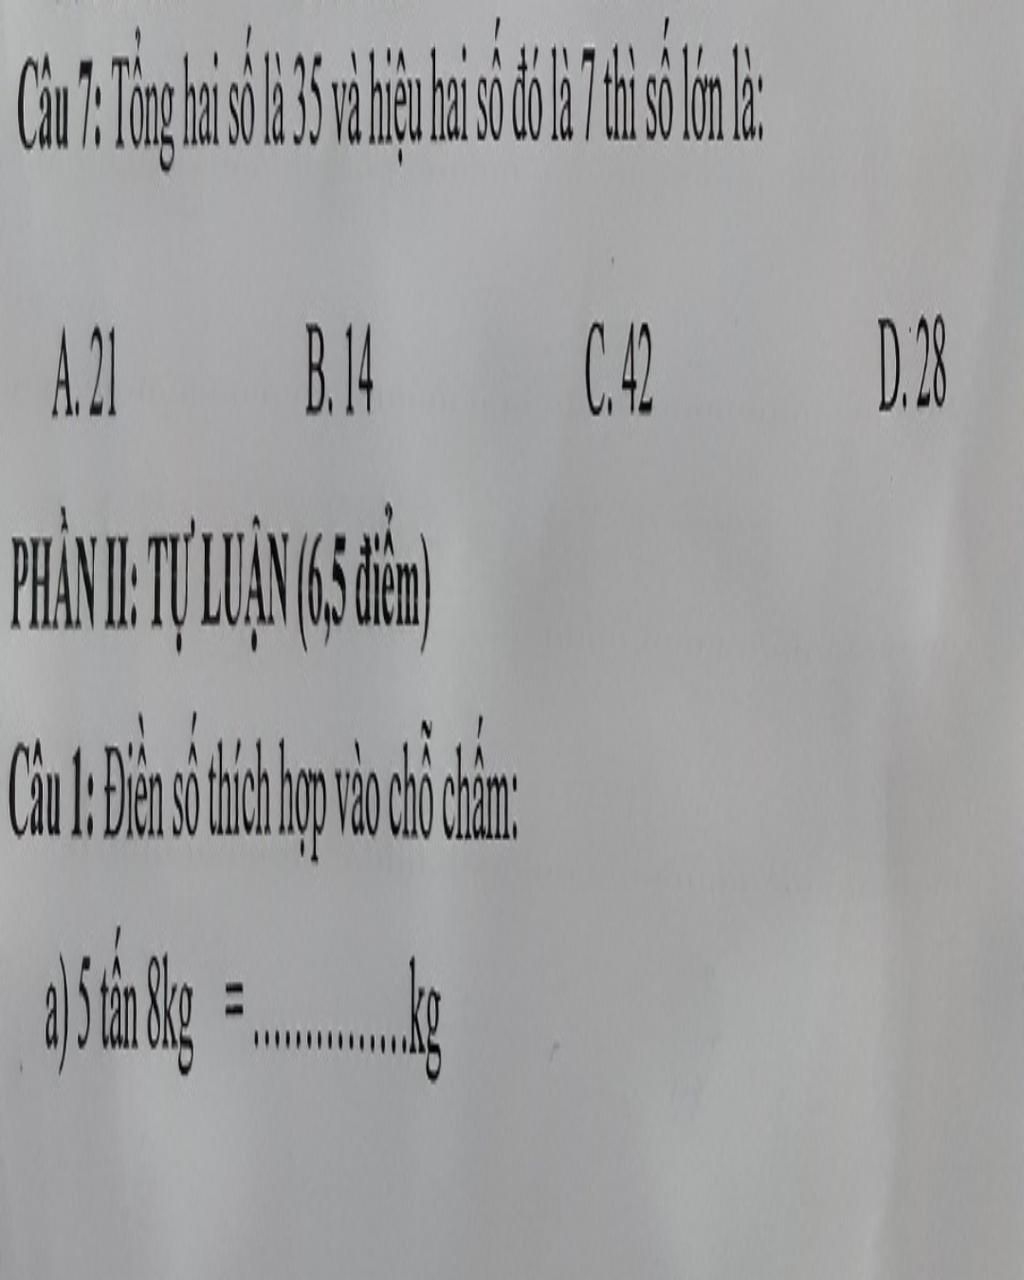 Câu 7: Tổng hai số là 35 và hiệu hai số đó là 7 thì số lớn là:
A. 21 B. 14 C. 42 D. 28
PHẦN II: TỰ LUẬN (6,5 điểm)
Câu 1: Điền số thích hợp vào chỗ chấm:
a) 5 tấn 8kg = ..............kg